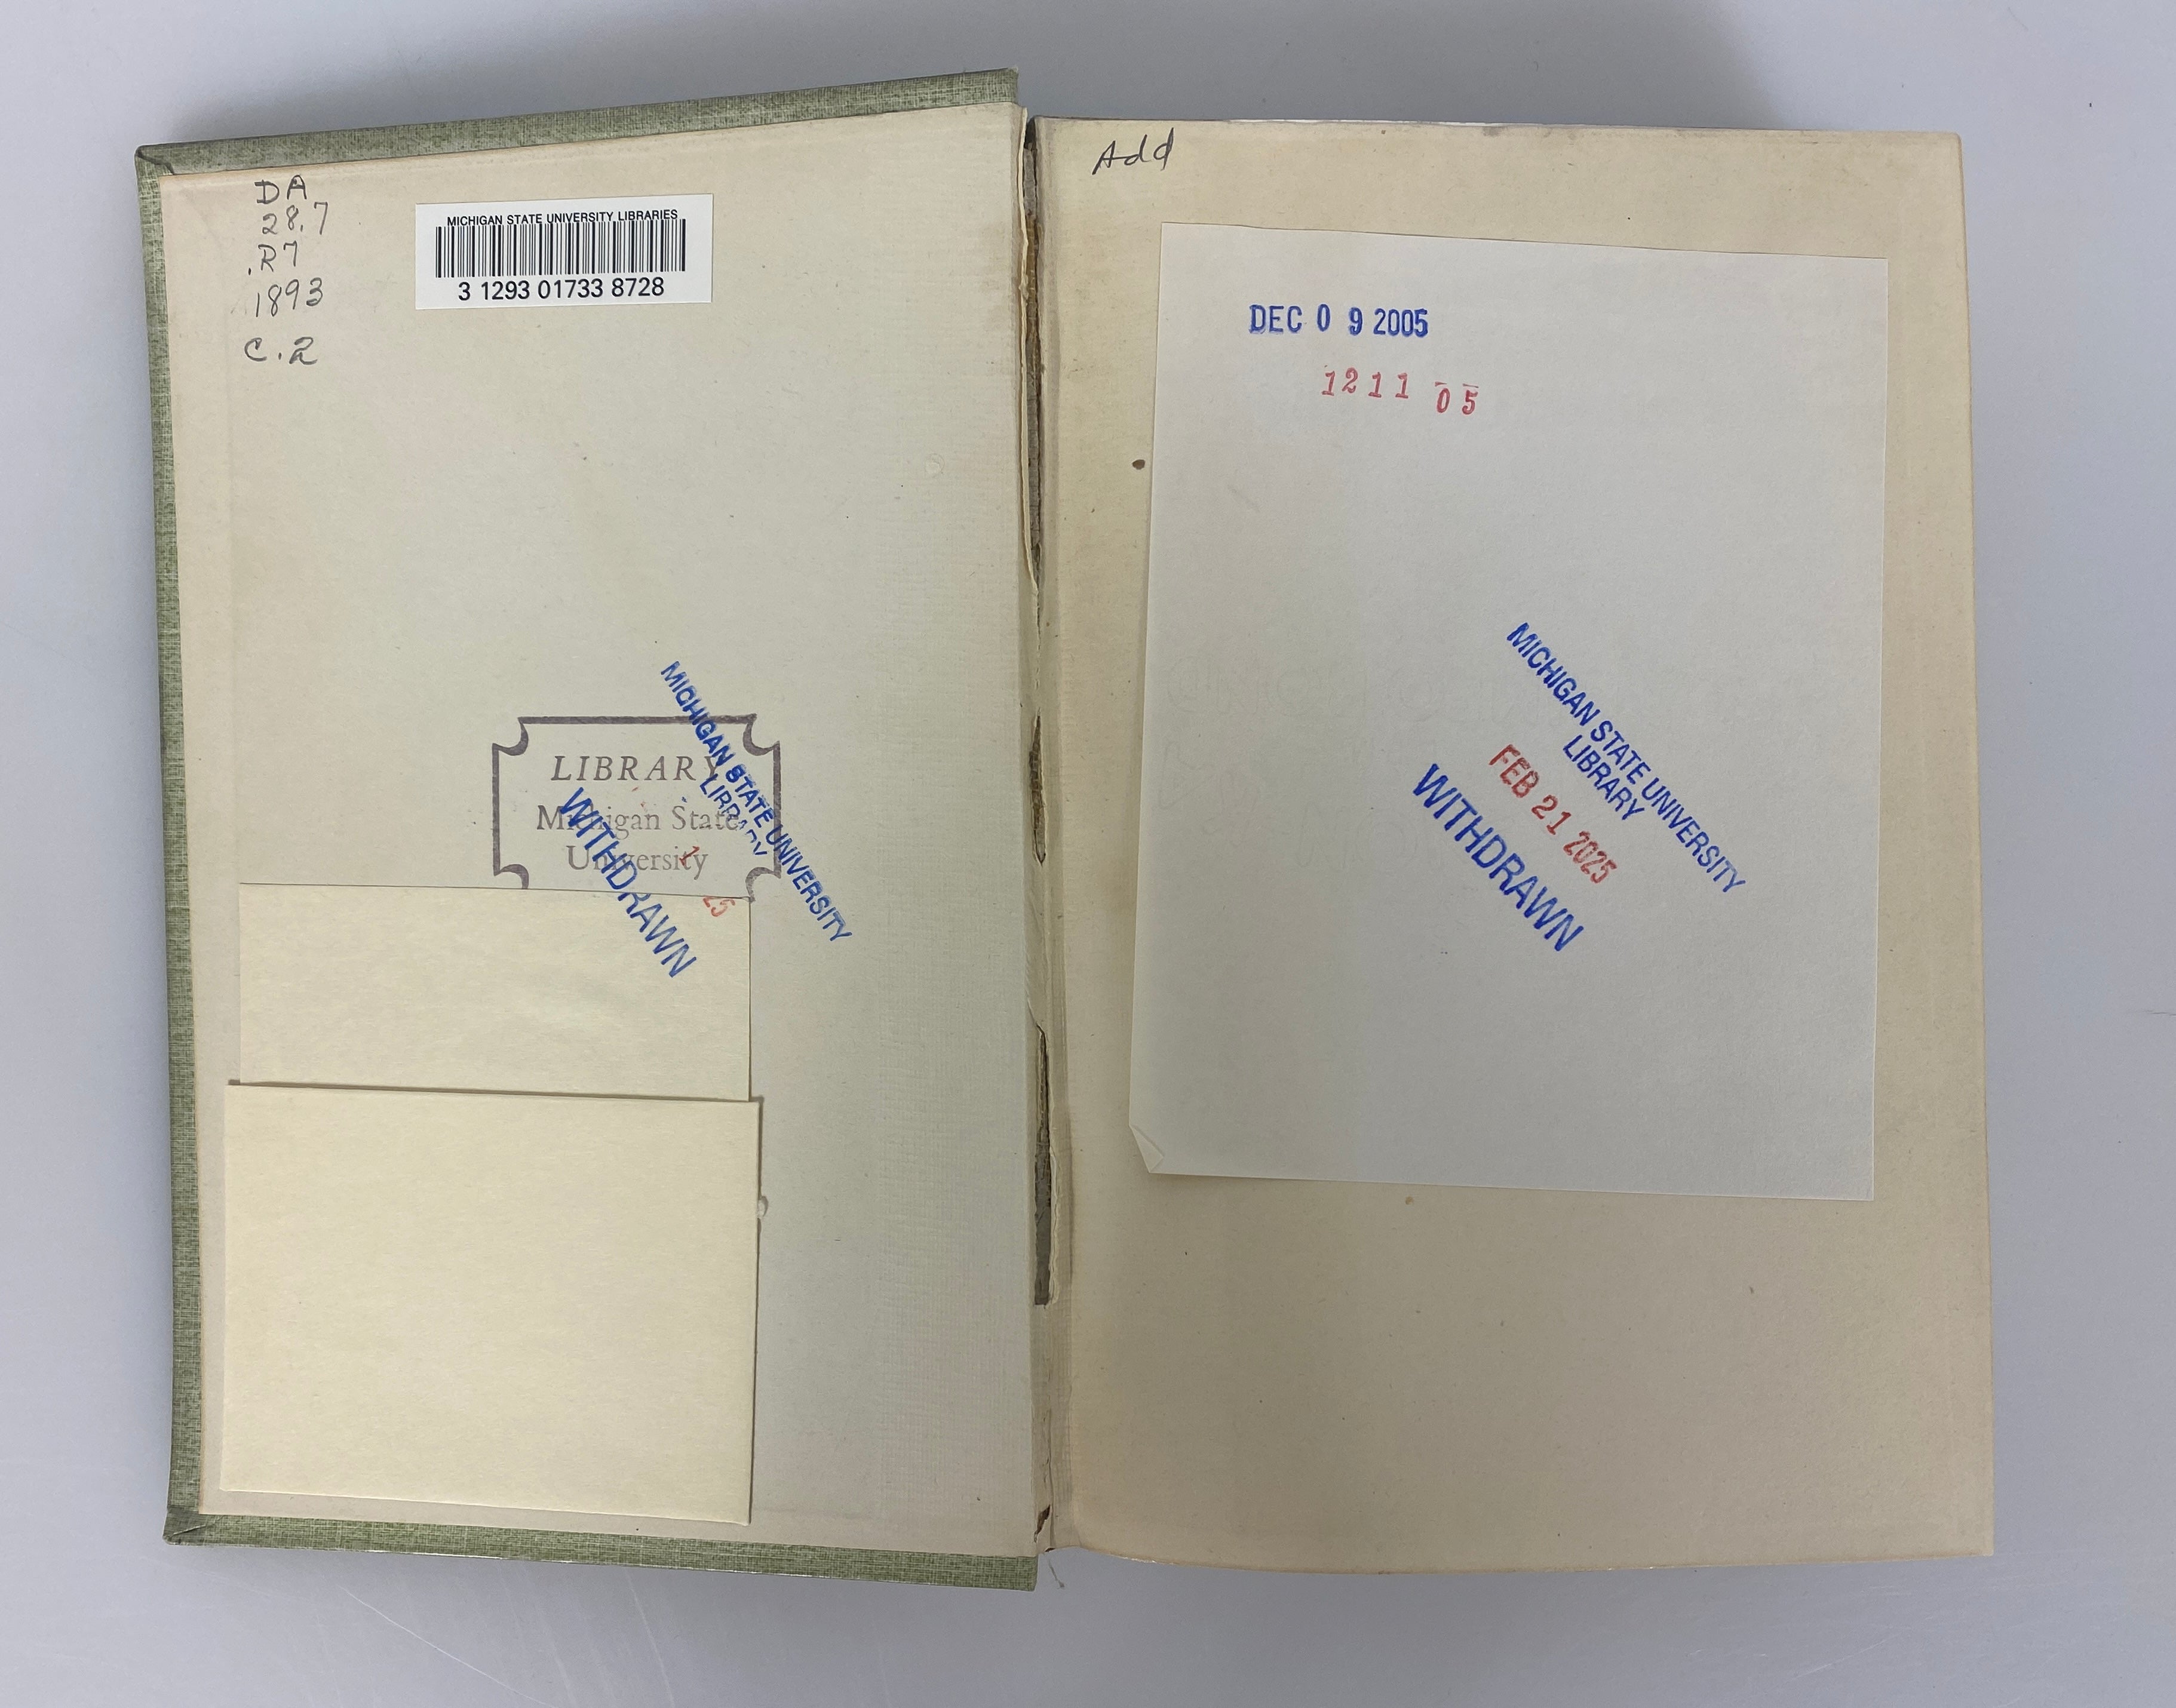 DA
28.7
.R7
1893
C.2
MICHIGAN STATE UNIVERSITY LIBRARIES
3 1293 01733 8728
LIBRARY
Michigan State
University
MICHIGAN STATE UNIVERSITY
LIBRARY
25
WITHDRAWN
Add
DEC 0 9 2005
1211 05
MICHIGAN STATE UNIVERSITY
LIBRARY
FEB 21 2025
WITHDRAWN